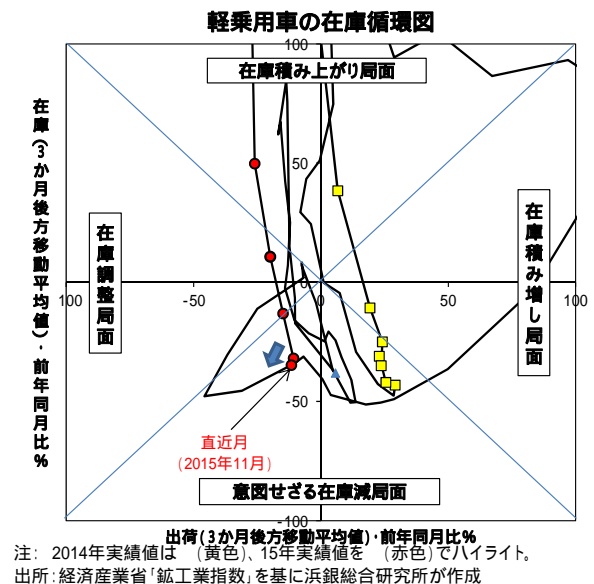 軽乗用車の在庫循環図
100
在庫積み上がり局面
在庫(3か月後方移動平均値)・前年同月比%
50
在庫調整局面
在庫積み増し局面
0
100
-50
0
50
100
-50
直近月
(2015年11月)
意図せざる在庫減局面
-100
出荷(3か月後方移動平均値)・前年同月比%
注： 2014年実績値は (黄色)、15年実績値を (赤色)でハイライト。
出所：経済産業省「鉱工業指数」を基に浜銀総合研究所が作成